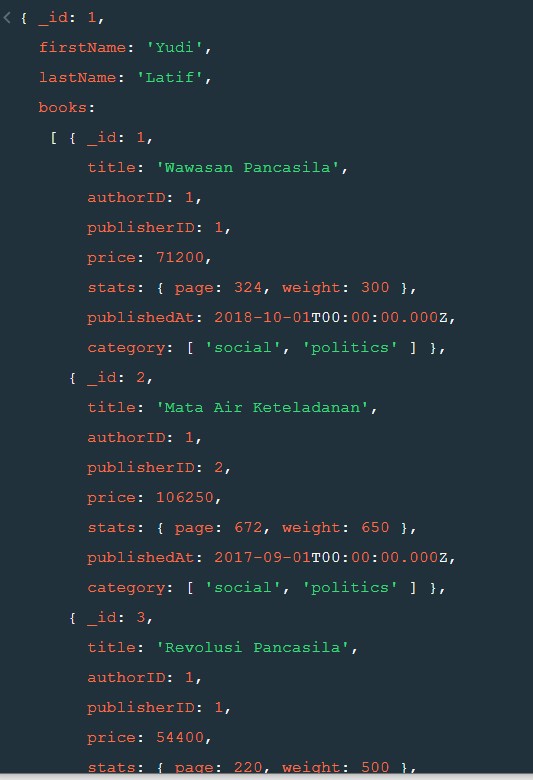 < { _id: 1,
firstName: 'Yudi',
lastName: 'Latif',
books:
[ { _id: 1,
title: 'Wawasan Pancasila',
authorID: 1,
publisherID: 1,
price: 71200,
stats: { page: 324, weight: 300 },
publishedAt: 2018-10-01T00:00:00.000Z,
category: [ 'social', 'politics' ] },
{ _id: 2,
title: 'Mata Air Keteladanan',
authorID: 1,
publisherID: 2,
price: 106250,
stats: { page: 672, weight: 650 },
publishedAt: 2017-09-01T00:00:00.000Z,
category: [ 'social', 'politics' ] },
{ _id: 3,
title: 'Revolusi Pancasila',
authorID: 1,
publisherID: 1,
price: 54400,
stats: { page: 220, weight: 500 },